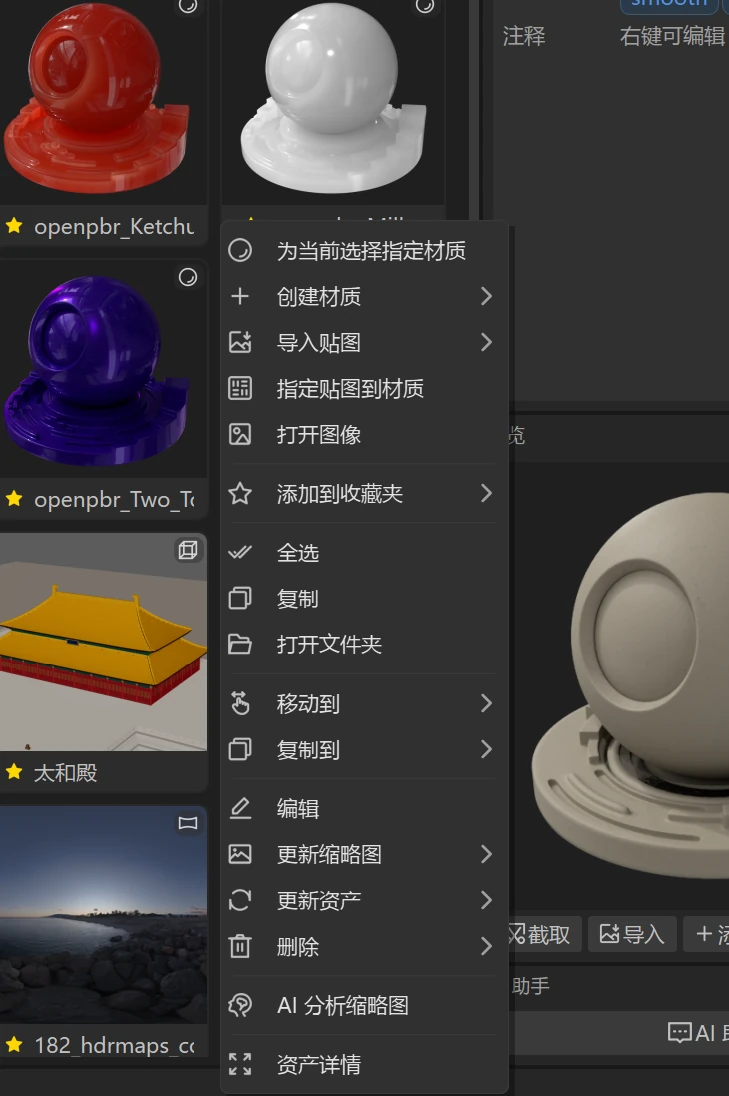 smooth
注释
右键可编辑
openpbr_Ketchu
为当前选择指定材质
创建材质
导入贴图
指定贴图到材质
打开图像
览
添加到收藏夹
openpbr_Two_To
全选
复制
打开文件夹
移动到
复制到
太和殿
编辑
更新缩略图
更新资产
截取
导入
删除
助手
AI 分析缩略图
AI
182_hdrmaps_co
资产详情